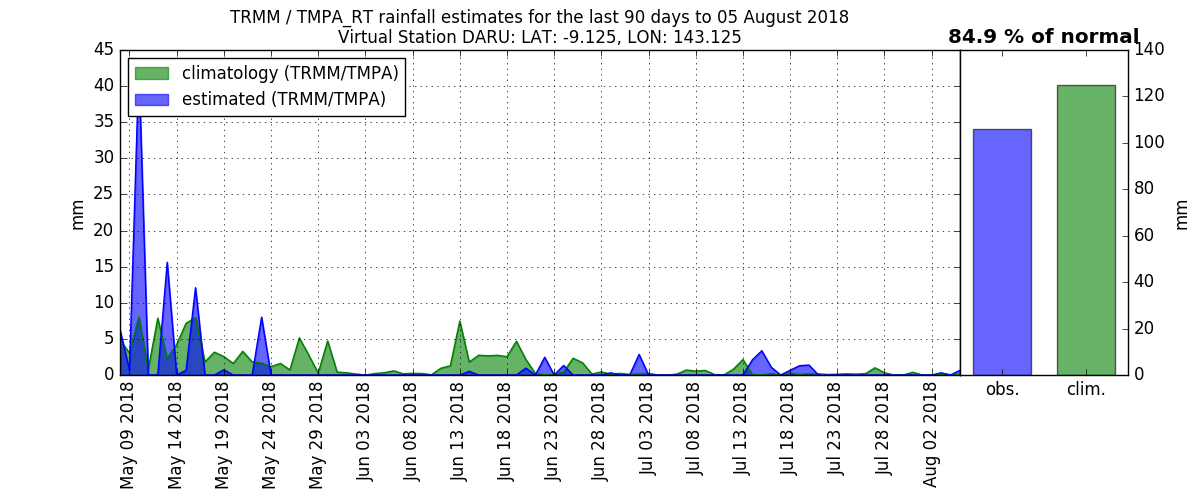 TRMM / TMPA_RT rainfall estimates for the last 90 days to 05 August 2018
Virtual Station DARU: LAT: -9.125, LON: 143.125
84.9 % of normal
climatology (TRMM/TMPA)
estimated (TRMM/TMPA)
mm
45
40
35
30
25
20
15
10
5
0
May 09 2018
May 14 2018
May 19 2018
May 24 2018
May 29 2018
Jun 03 2018
Jun 08 2018
Jun 13 2018
Jun 18 2018
Jun 23 2018
Jun 28 2018
Jul 03 2018
Jul 08 2018
Jul 13 2018
Jul 18 2018
Jul 23 2018
Jul 28 2018
Aug 02 2018
obs.
clim.
140
120
100
80
60
40
20
0
mm